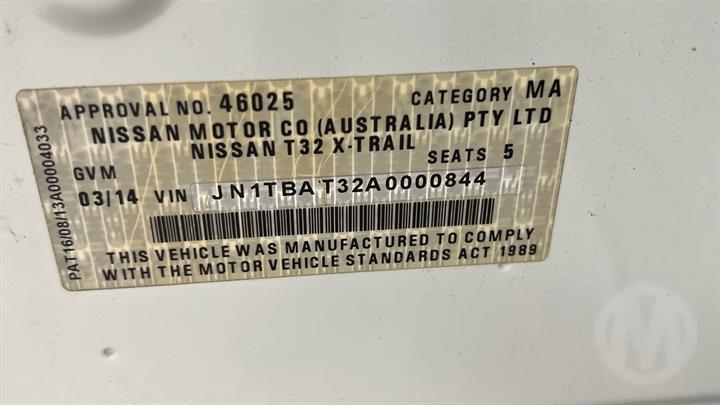 APPROVAL NO. 46025 CATEGORY MA
NISSAN MOTOR CO (AUSTRALIA) PTY LTD
NISSAN T32 X-TRAIL
GVM SEATS 5
03/14 VIN JN1TBAT32A0000844
THIS VEHICLE WAS MANUFACTURED TO COMPLY
WITH THE MOTOR VEHICLE STANDARDS ACT 1989
PAT16/08/13A00004033
M